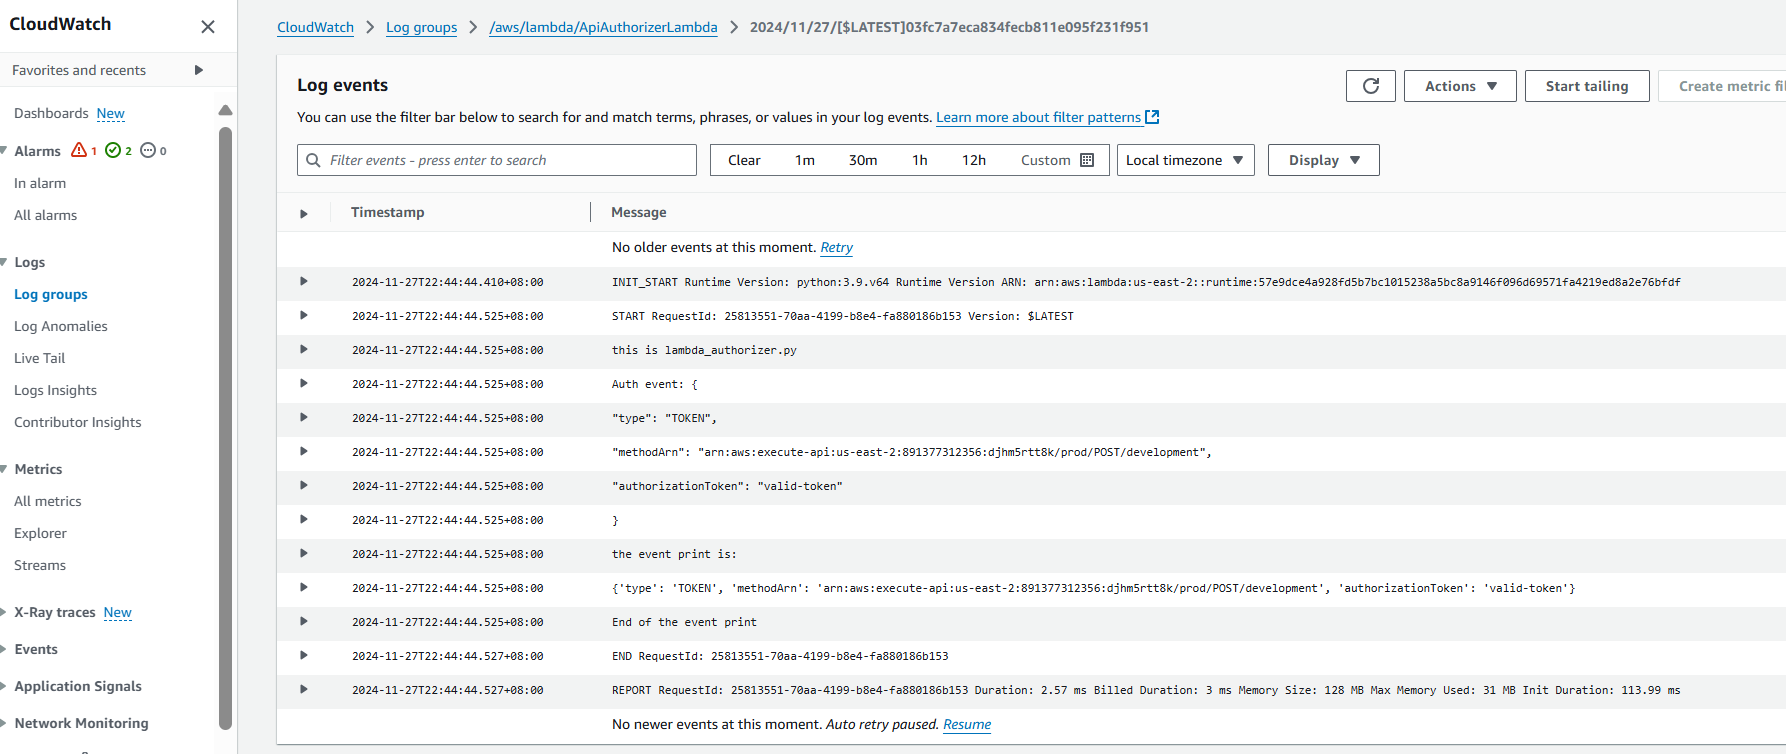 CloudWatch
Favorites and recents
Dashboards New
Alarms 1 2 0
In alarm
All alarms
Logs
Log groups
Log Anomalies
Live Tail
Logs Insights
Contributor Insights
Metrics
All metrics
Explorer
Streams
X-Ray traces New
Events
Application Signals
Network Monitoring
CloudWatch > Log groups > /aws/lambda/ApiAuthorizerLambda > 2024/11/27/[$LATEST]03fc7a7eca834fecb811e095f231f951
Log events
Actions Start tailing Create metric fil
You can use the filter bar below to search for and match terms, phrases, or values in your log events. Learn more about filter patterns
Filter events - press enter to search Clear 1m 30m 1h 12h Custom Local timezone Display
Timestamp Message
No older events at this moment. Retry
2024-11-27T22:44:44.410+08:00 INIT_START Runtime Version: python:3.9.v64 Runtime Version ARN: arn:aws:lambda:us-east-2::runtime:57e9dce4a928fd5b7bc1015238a5bc8a9146f096d69571fa4219ed8a2e76bfdf
2024-11-27T22:44:44.525+08:00 START RequestId: 25813551-70aa-4199-b8e4-fa880186b153 Version: $LATEST
2024-11-27T22:44:44.525+08:00 this is lambda_authorizer.py
2024-11-27T22:44:44.525+08:00 Auth event: {
2024-11-27T22:44:44.525+08:00 "type": "TOKEN",
2024-11-27T22:44:44.525+08:00 "methodArn": "arn:aws:execute-api:us-east-2:891377312356:djhm5rtt8k/prod/POST/development",
2024-11-27T22:44:44.525+08:00 "authorizationToken": "valid-token"
2024-11-27T22:44:44.525+08:00 }
2024-11-27T22:44:44.525+08:00 the event print is:
2024-11-27T22:44:44.525+08:00 {'type': 'TOKEN', 'methodArn': 'arn:aws:execute-api:us-east-2:891377312356:djhm5rtt8k/prod/POST/development', 'authorizationToken': 'valid-token'}
2024-11-27T22:44:44.525+08:00 End of the event print
2024-11-27T22:44:44.527+08:00 END RequestId: 25813551-70aa-4199-b8e4-fa880186b153
2024-11-27T22:44:44.527+08:00 REPORT RequestId: 25813551-70aa-4199-b8e4-fa880186b153 Duration: 2.57 ms Billed Duration: 3 ms Memory Size: 128 MB Max Memory Used: 31 MB Init Duration: 113.99 ms
No newer events at this moment. Auto retry paused. Resume